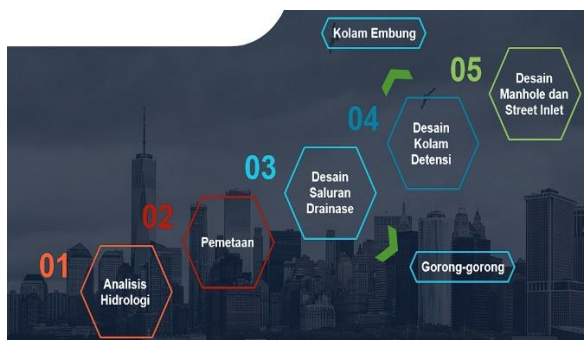 01
Analisis
Hidrologi
02
Pemetaan
03
Desain
Saluran
Drainase
Gorong-gorong
04
Desain
Kolam
Detensi
Kolam Embung
05
Desain
Manhole dan
Street Inlet